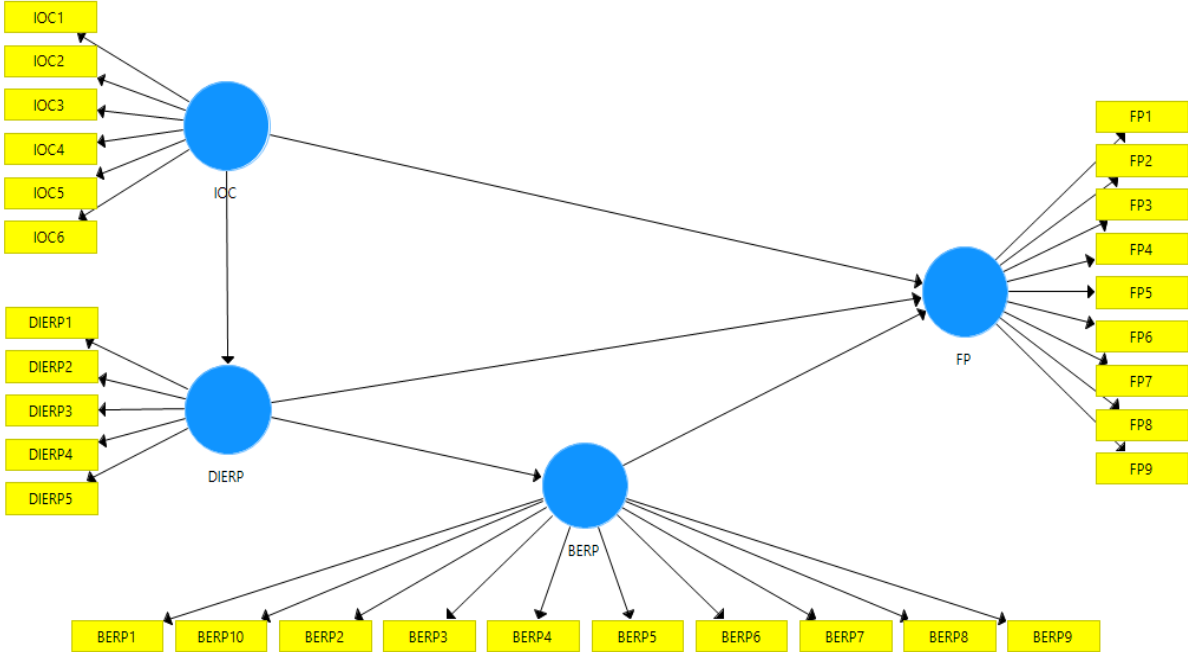 IOC1
IOC2
IOC3
IOC4
IOC5
IOC6
IOC
DIERP1
DIERP2
DIERP3
DIERP4
DIERP5
DIERP
BERP
BERP1
BERP10
BERP2
BERP3
BERP4
BERP5
BERP6
BERP7
BERP8
BERP9
FP
FP1
FP2
FP3
FP4
FP5
FP6
FP7
FP8
FP9